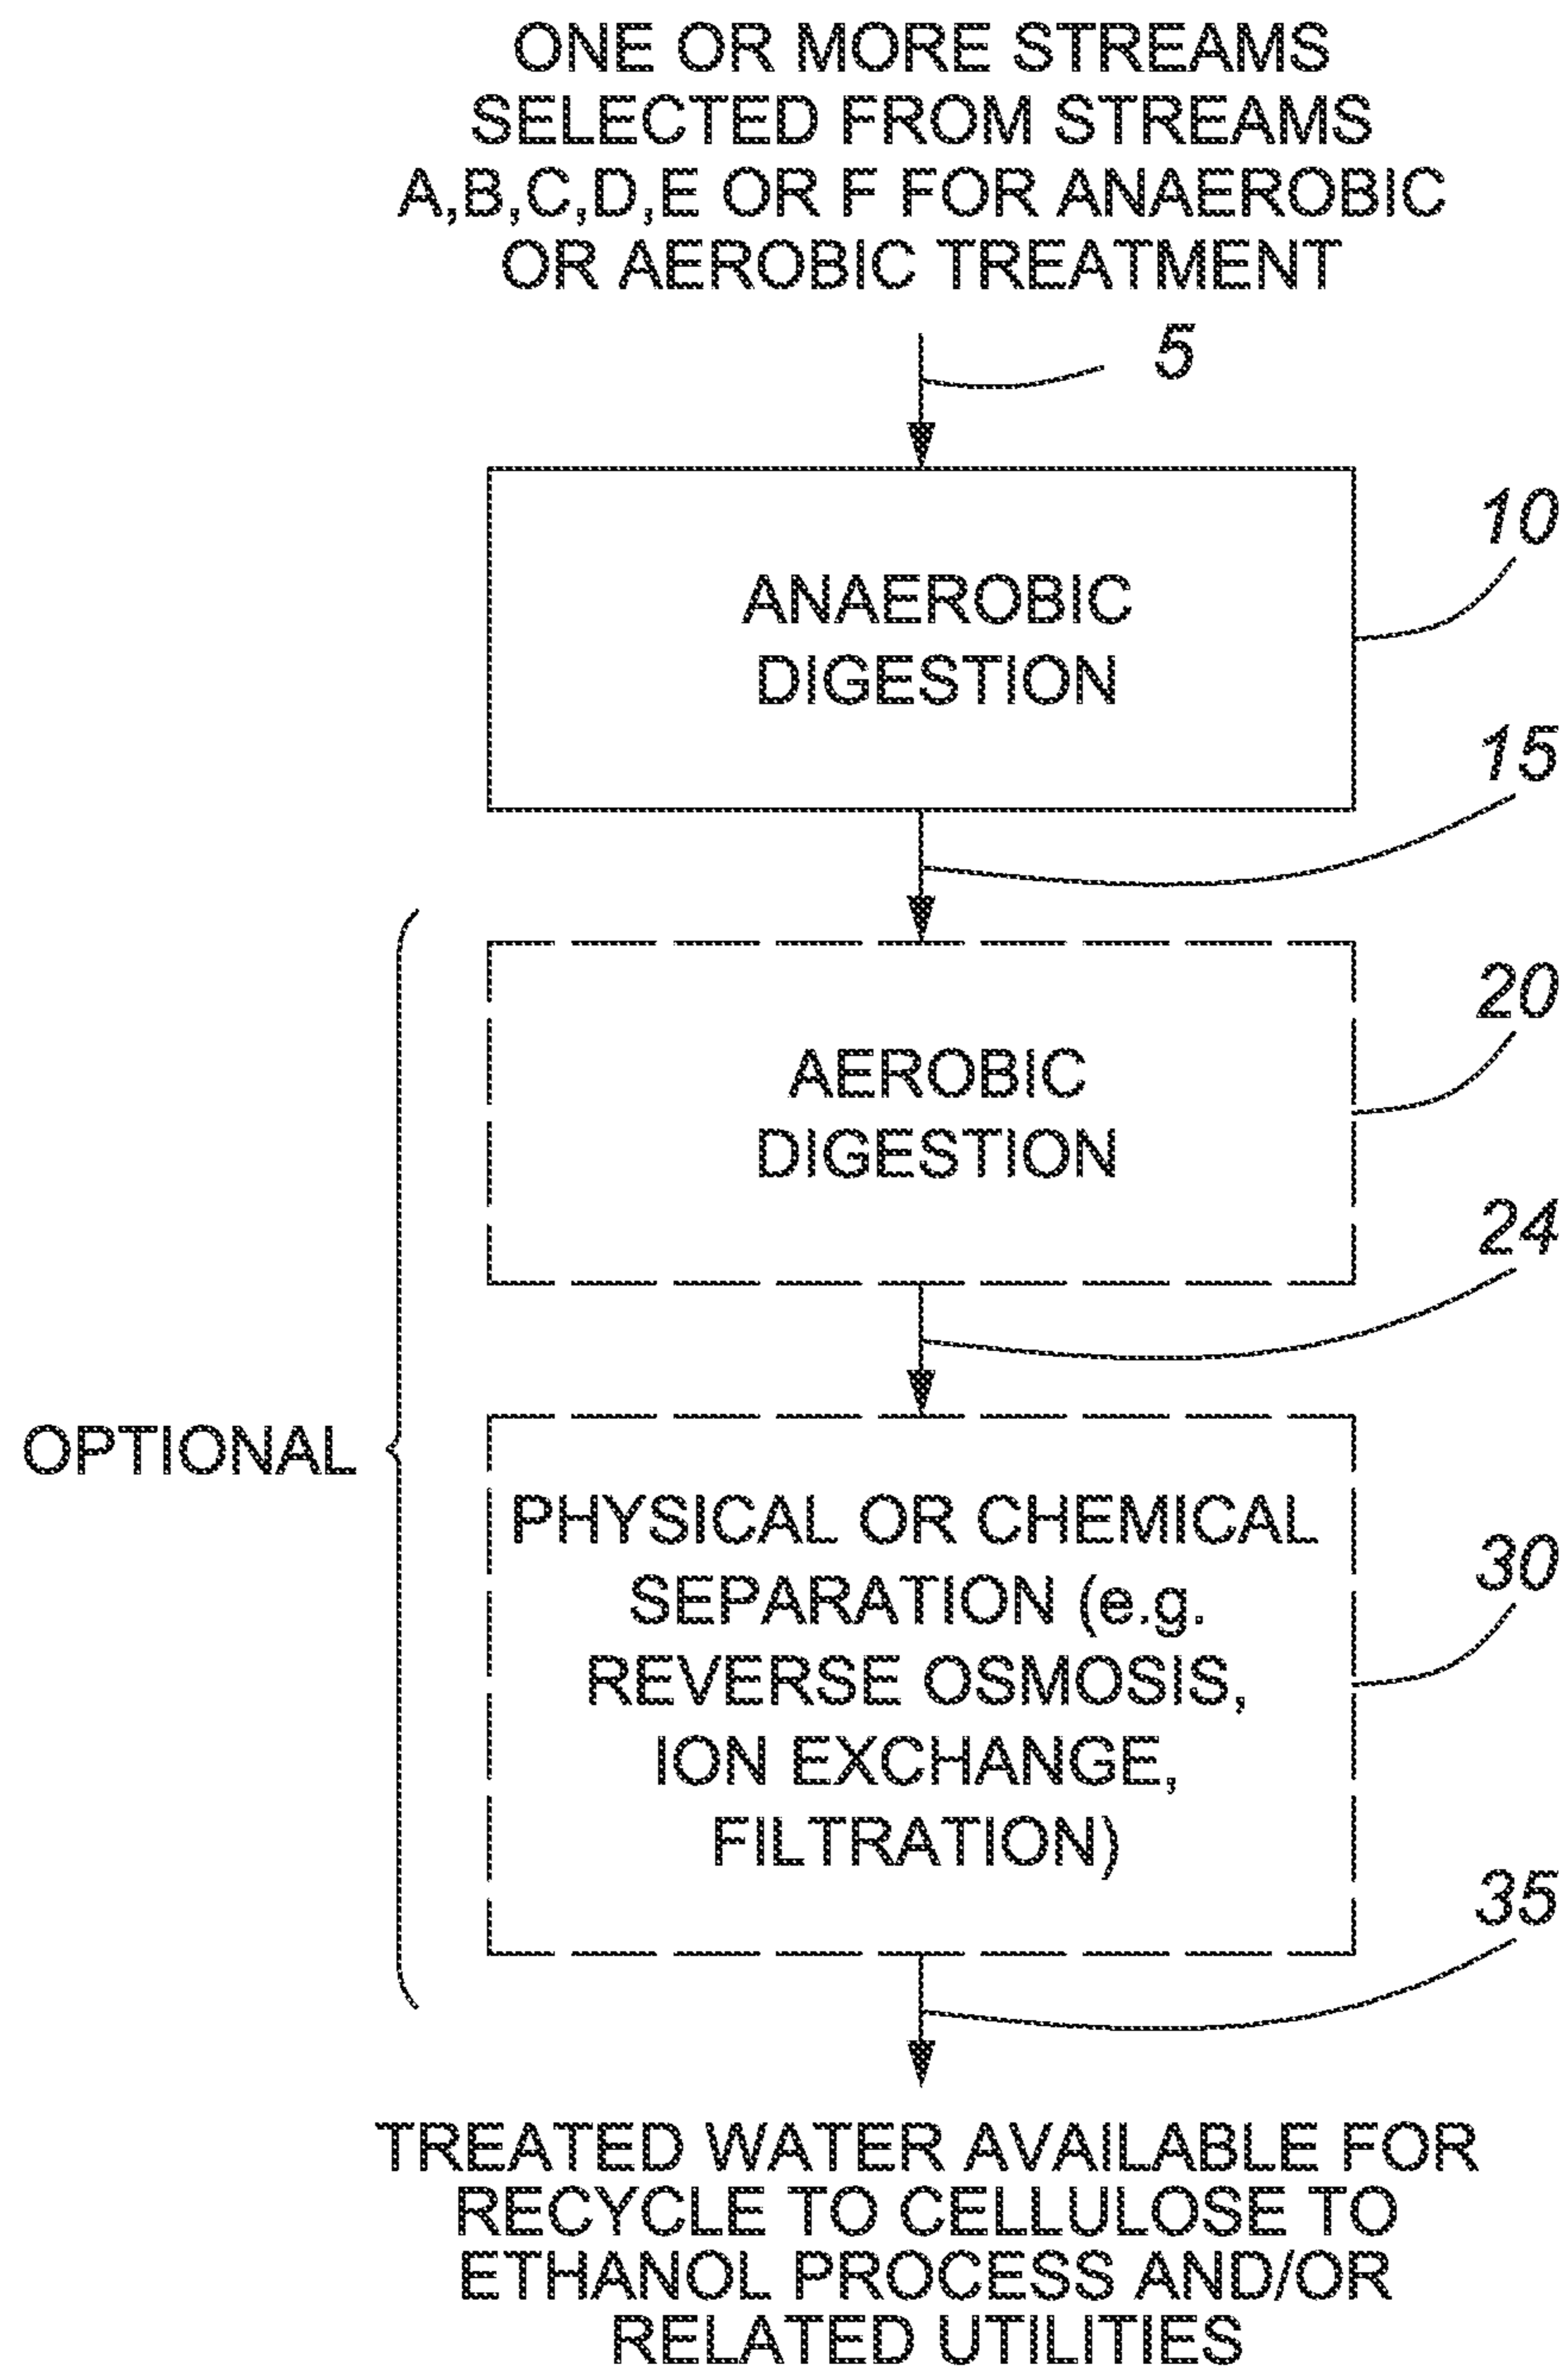 ONE OR MORE STREAMS
SELECTED FROM STREAMS
A,B,C,D,E OR F FOR ANAEROBIC
OR AEROBIC TREATMENT
5
10
ANAEROBIC
DIGESTION
15
20
AEROBIC
DIGESTION
24
OPTIONAL
PHYSICAL OR CHEMICAL
SEPARATION (e.g.
REVERSE OSMOSIS,
ION EXCHANGE,
FILTRATION)
30
35
TREATED WATER AVAILABLE FOR
RECYCLE TO CELLULOSE TO
ETHANOL PROCESS AND/OR
RELATED UTILITIES